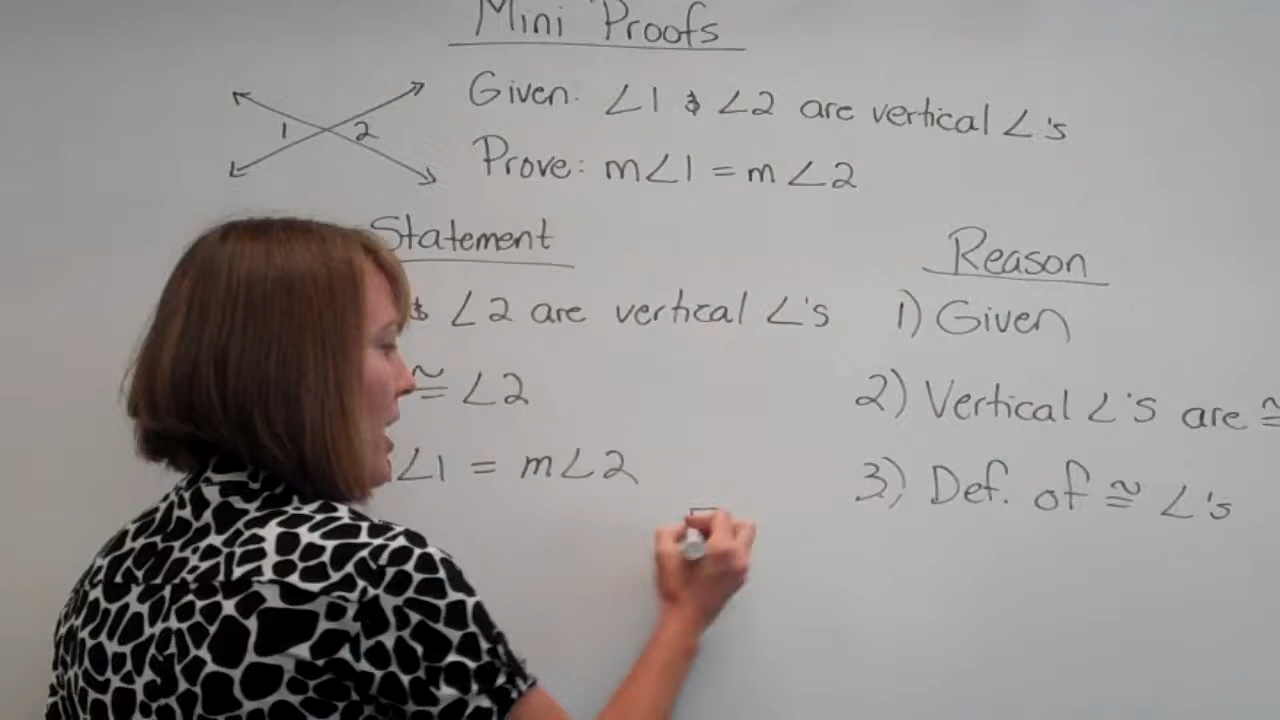 Mini Proofs
1 2
Given: ∠1 & ∠2 are vertical ∠'s
Prove: m∠1 = m∠2
Statement
Reason
& ∠2 are vertical ∠'s
1) Given
≅ ∠2
2) Vertical ∠'s are ≅
∠1 = m∠2
3) Def. of ≅ ∠'s